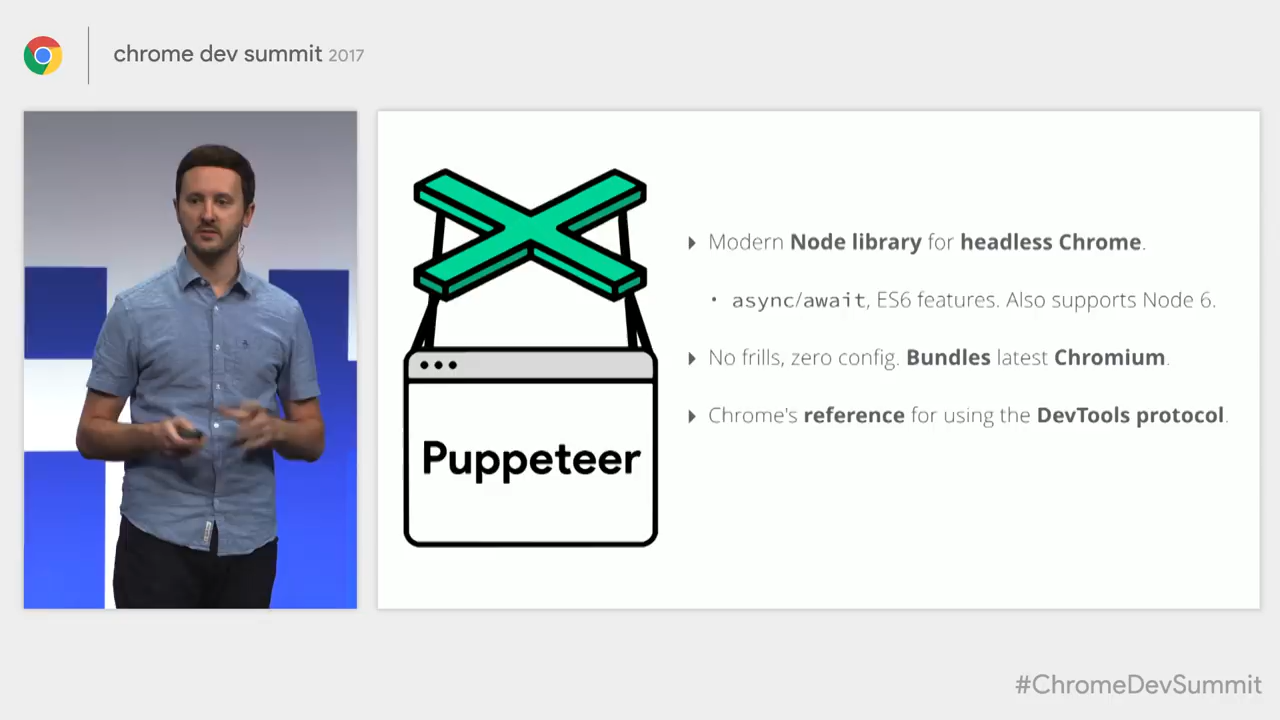 chrome dev summit 2017
Puppeteer
Modern Node library for headless Chrome.
async/await, ES6 features. Also supports Node 6.
No frills, zero config. Bundles latest Chromium.
Chrome's reference for using the DevTools protocol.
#ChromeDevSummit